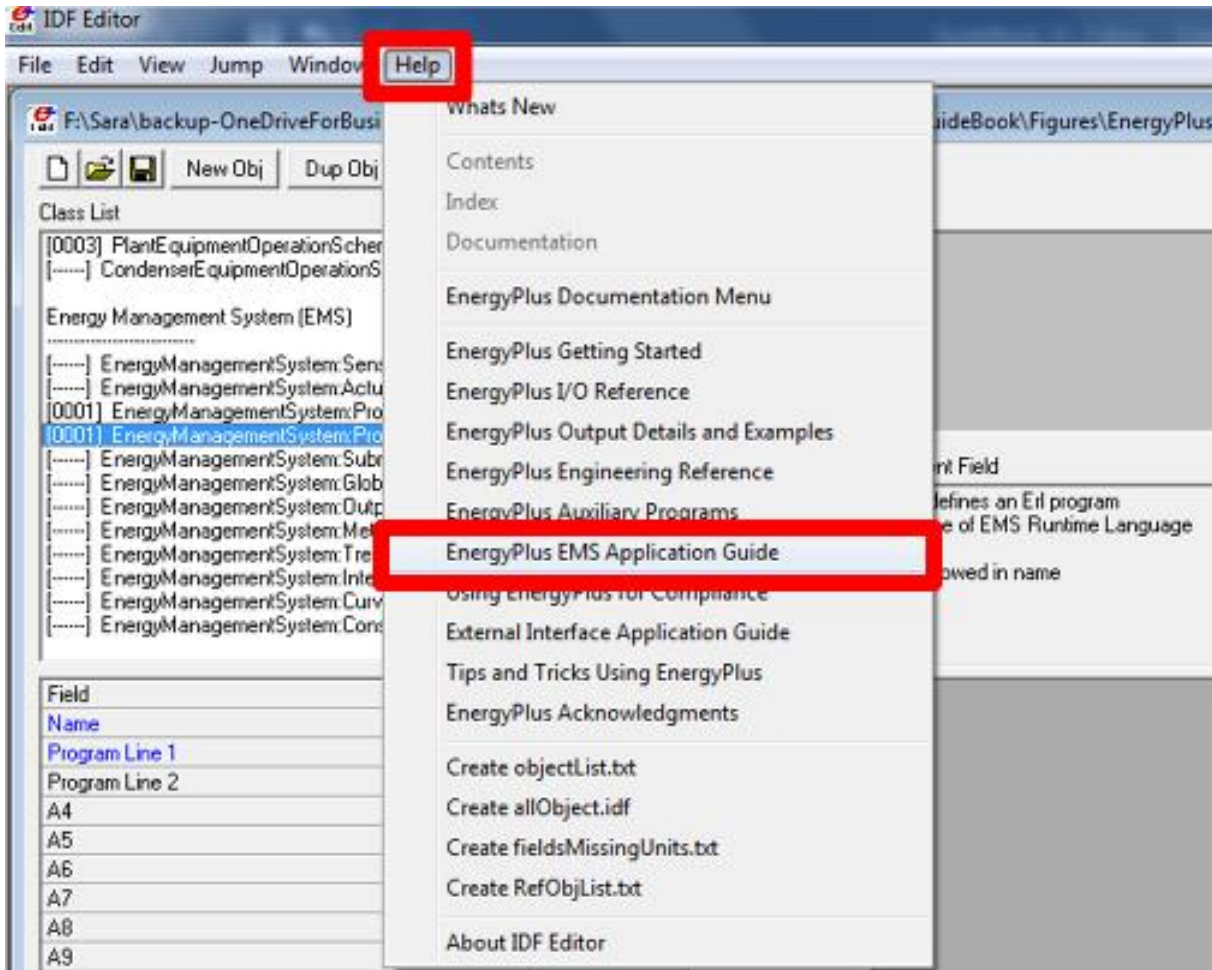 IDF Editor
File Edit View Jump Window Help
F:\Sara\backup-OneDriveForBusi
uideBook\Figures\EnergyPlus
New Obj Dup Obj
Class List
[0003] PlantEquipmentOperationScher
[------] CondenserEquipmentOperationS
Energy Management System (EMS)
[------] EnergyManagementSystem:Sens
[------] EnergyManagementSystem:Actu
[0001] EnergyManagementSystem:Pro
[0001] EnergyManagementSystem:Pro
[------] EnergyManagementSystem:Subr
[------] EnergyManagementSystem:Glob
[------] EnergyManagementSystem:Outp
[------] EnergyManagementSystem:Met
[------] EnergyManagementSystem:Tre
[------] EnergyManagementSystem:Inte
[------] EnergyManagementSystem:Curv
[------] EnergyManagementSystem:Cons
Field
Name
Program Line 1
Program Line 2
A4
A5
A6
A7
A8
A9
Whats New
Contents
Index
Documentation
EnergyPlus Documentation Menu
EnergyPlus Getting Started
EnergyPlus I/O Reference
EnergyPlus Output Details and Examples
EnergyPlus Engineering Reference
EnergyPlus Auxiliary Programs
EnergyPlus EMS Application Guide
Using EnergyPlus for Compliance
External Interface Application Guide
Tips and Tricks Using EnergyPlus
EnergyPlus Acknowledgments
Create objectList.txt
Create allObject.idf
Create fieldsMissingUnits.txt
Create RefObjList.txt
About IDF Editor
nt Field
defines an Erl program
e of EMS Runtime Language
owed in name